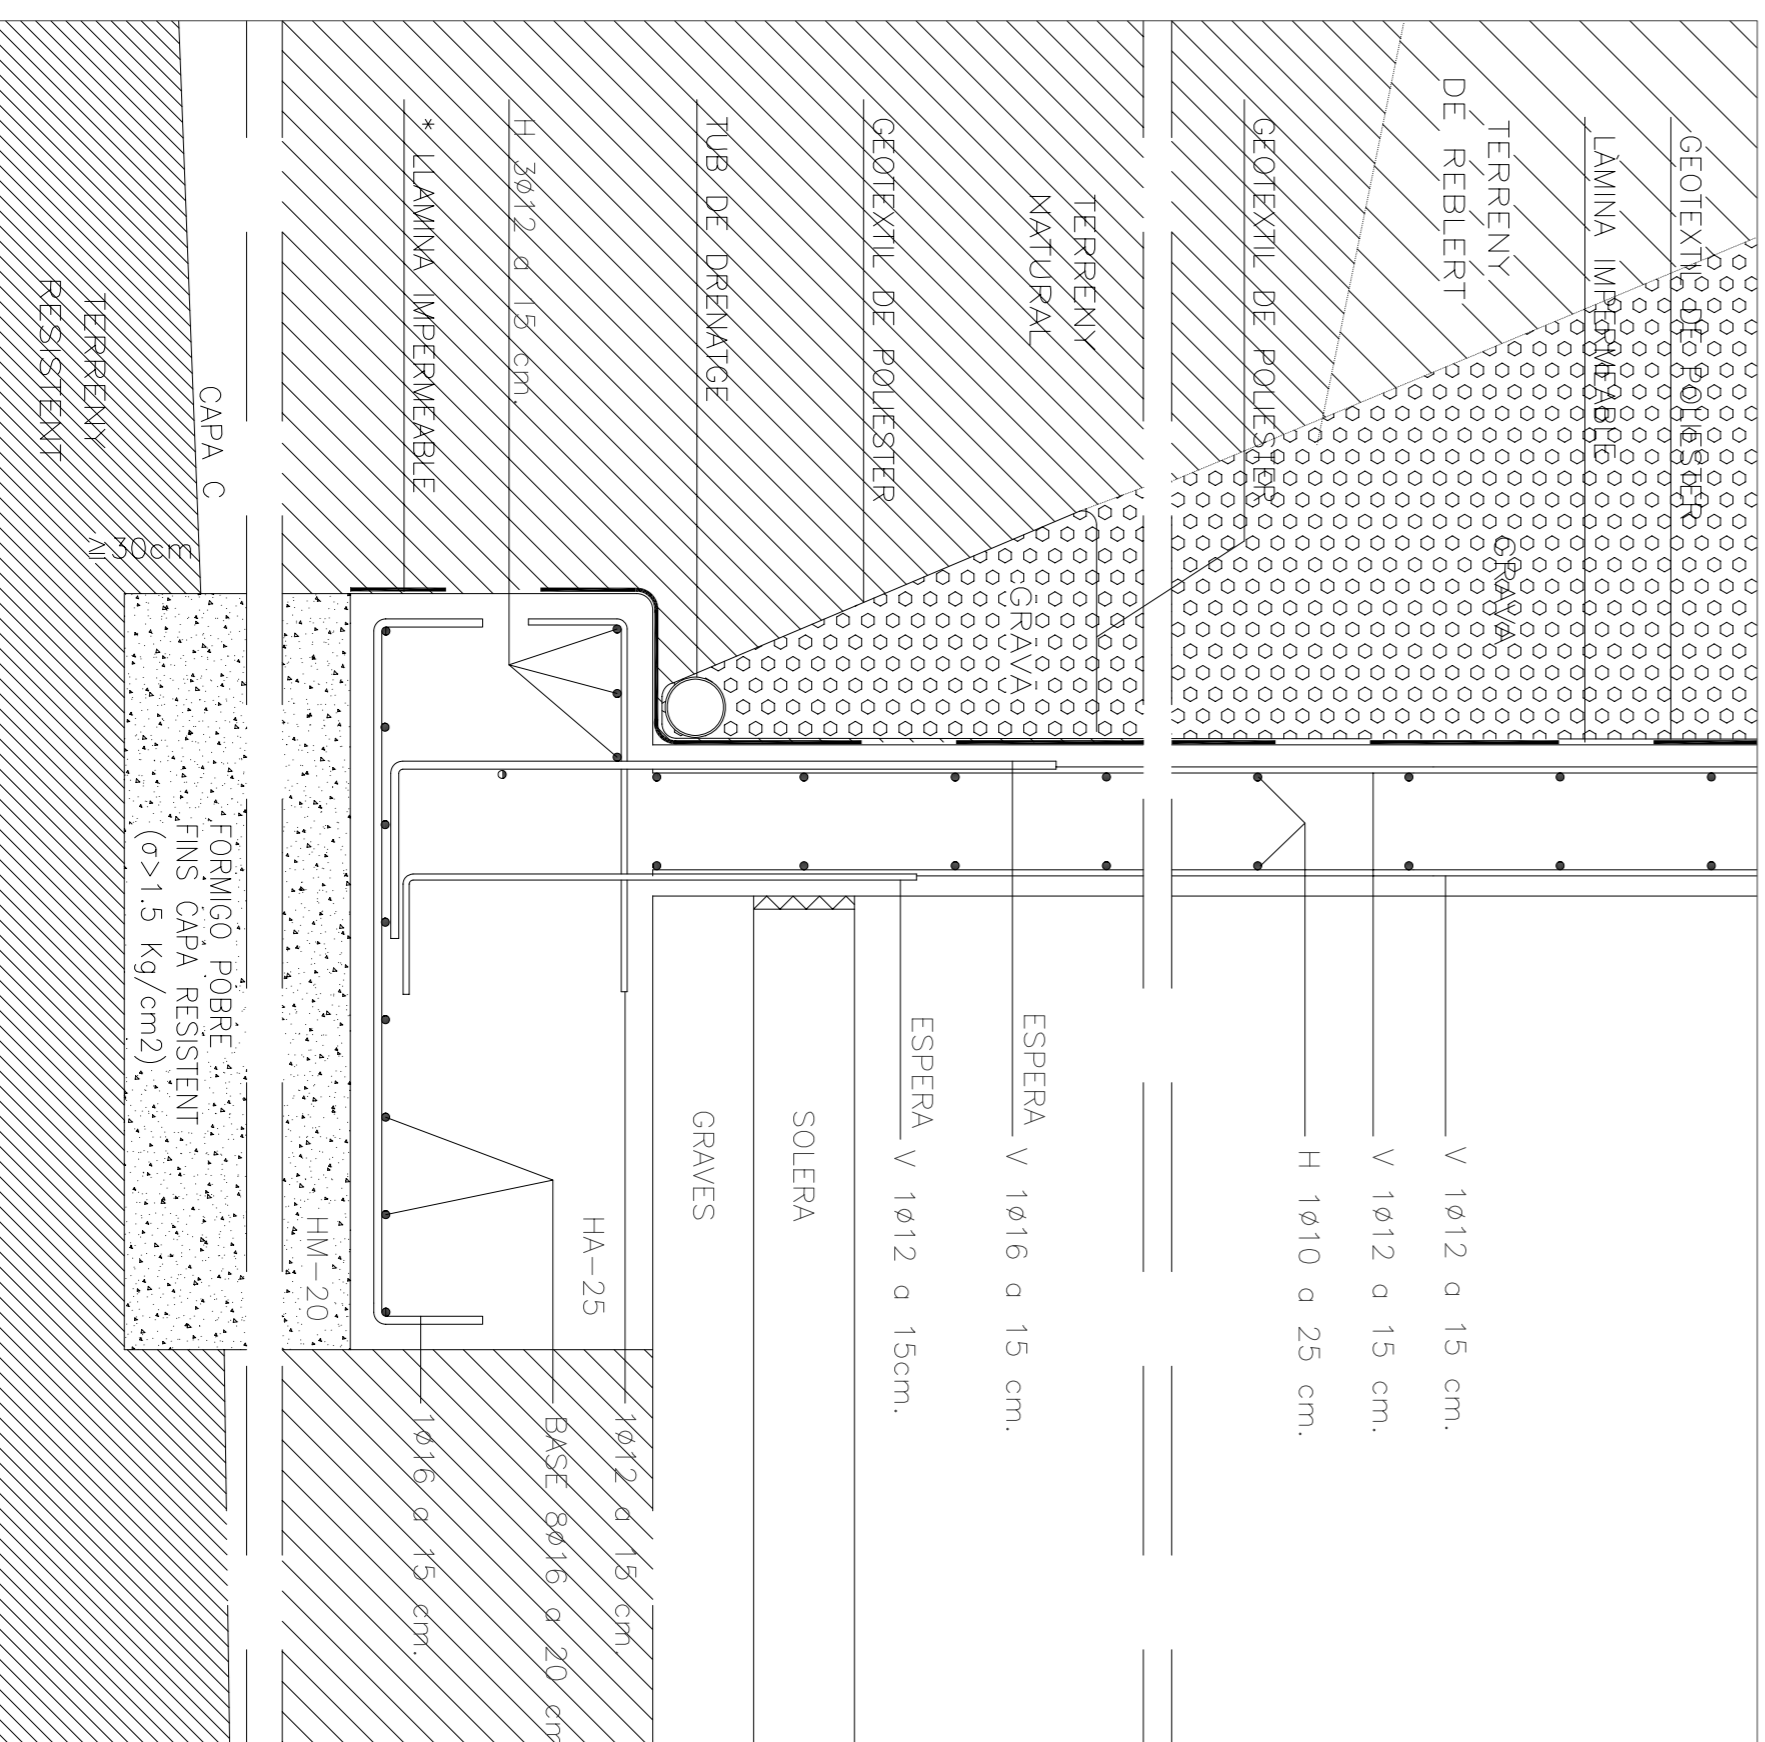 GEOTEXTIL DE POLIESTER
LÀMINA IMPERMEABLE
TERRENY
DE REBLERT
GRAVA
GEOTEXTIL DE POLIESTER
TERRENY
NATURAL
GRAVA
GEOTEXTIL DE POLIESTER
TUB DE DRENATGE
H 3ø12 a 15 cm.
* LLAMINA IMPERMEABLE
CAPA C
TERRENY
RESISTENT
≥30cm
V 1ø12 a 15 cm.
V 1ø12 a 15 cm.
H 1ø10 a 25 cm.
ESPERA V 1ø16 a 15 cm.
ESPERA V 1ø12 a 15cm.
SOLERA
GRAVES
HA-25
1ø12 a 15 cm.
BASE 8ø16 a 20 cm
1ø16 a 15 cm.
HM-20
FORMIGO POBRE
FINS CAPA RESISTENT
(σ>1.5 Kg/cm2)